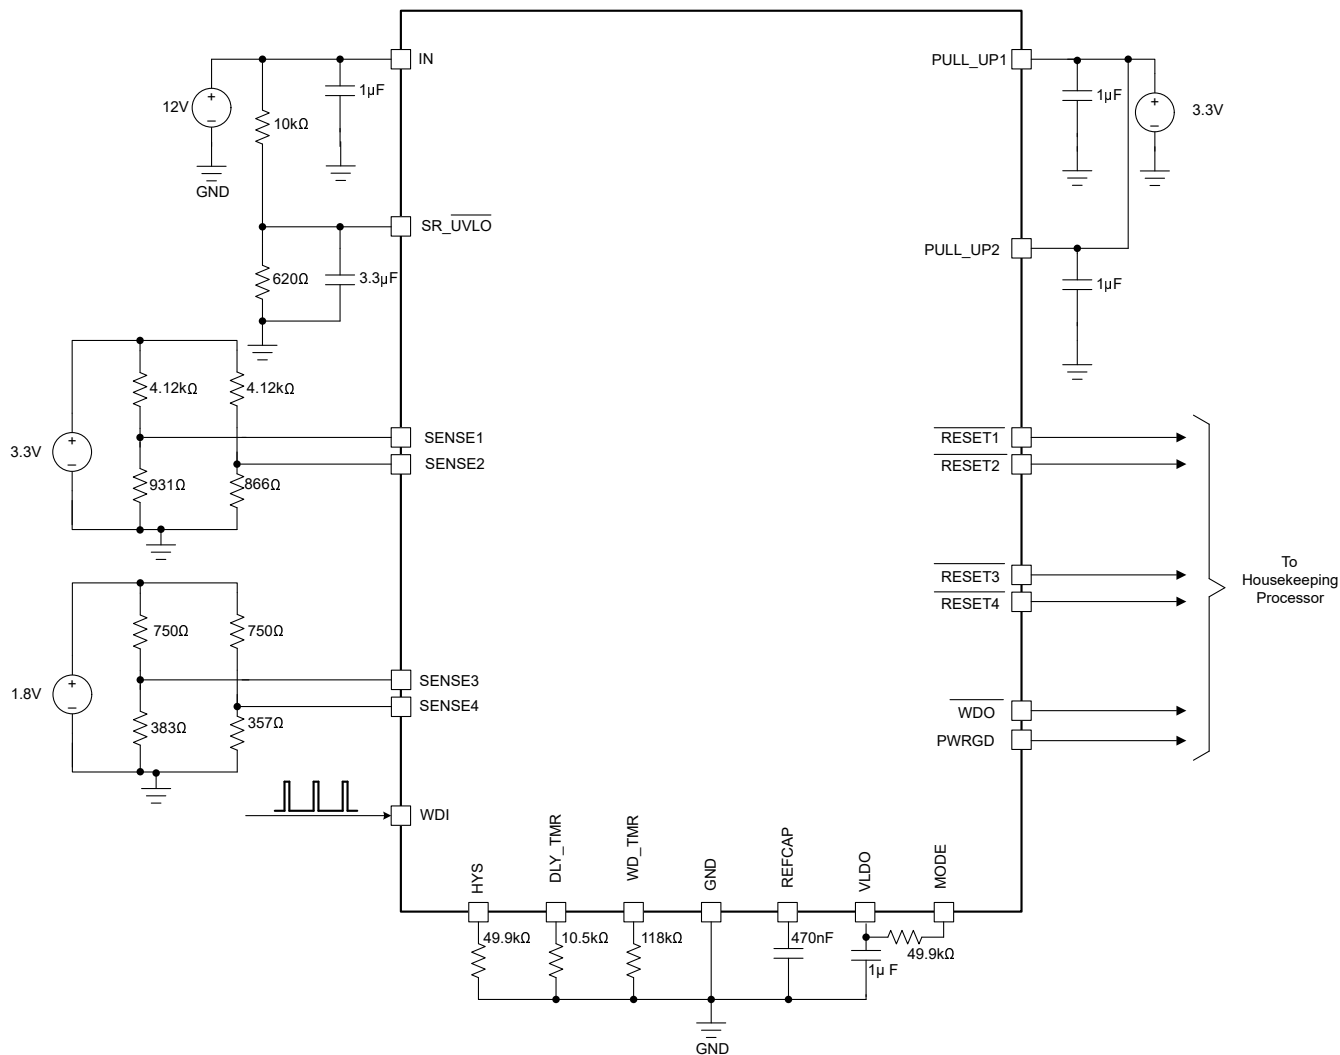 IN
PULL_UP1
1µF
1µF
12V
+
−
10kΩ
+
−
3.3V
GND
SR_UVLO
PULL_UP2
620Ω
3.3µF
1µF
4.12kΩ
4.12kΩ
3.3V
+
−
SENSE1
SENSE2
RESET1
RESET2
931Ω
866Ω
RESET3
RESET4
To
Housekeeping
Processor
750Ω
750Ω
1.8V
+
−
SENSE3
SENSE4
383Ω
357Ω
WDO
PWRGD
WDI
HYS
DLY_TMR
WD_TMR
GND
REFCAP
VLDO
MODE
49.9kΩ
10.5kΩ
118kΩ
470nF
1µ F
49.9kΩ
GND